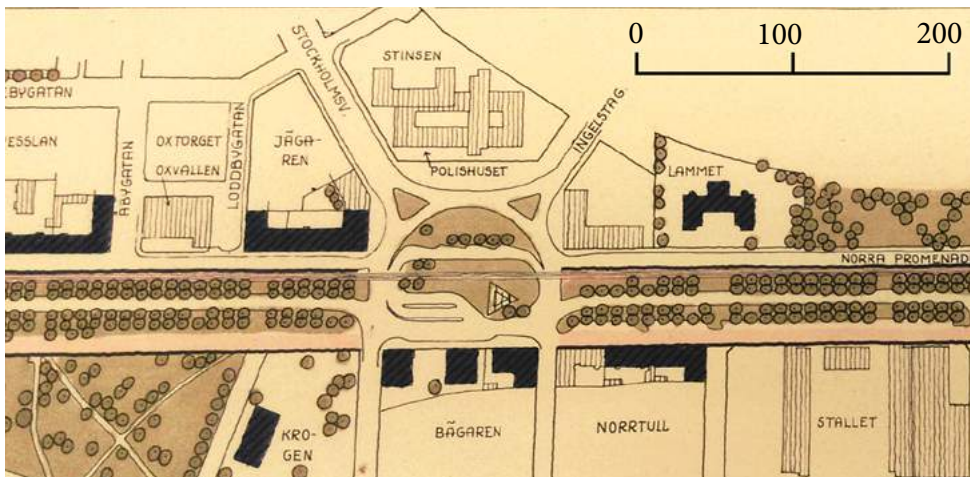 0 100 200
STOCKHOLMSV.
STINSEN
EBYGATAN
INGELSTAG.
ESSLAN
ÅBYGATAN
OXTORGET
OXVALLEN
LODDBYGATAN
JÄGA-
REN
POLISHUSET
LAMMET
NORRA PROMENAD
KRO-
GEN
BÄGAREN
NORRTULL
STALLET